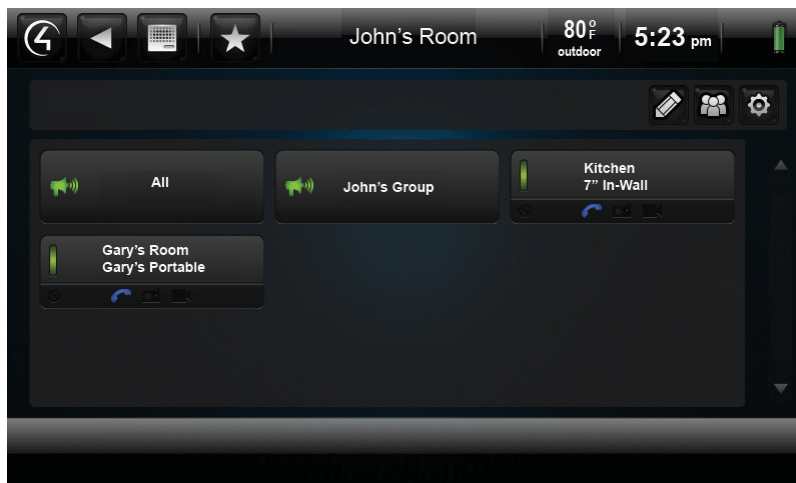 John's Room
80°F
outdoor
5:23 pm
All
John's Group
Kitchen
7” In-Wall
Gary's Room
Gary's Portable